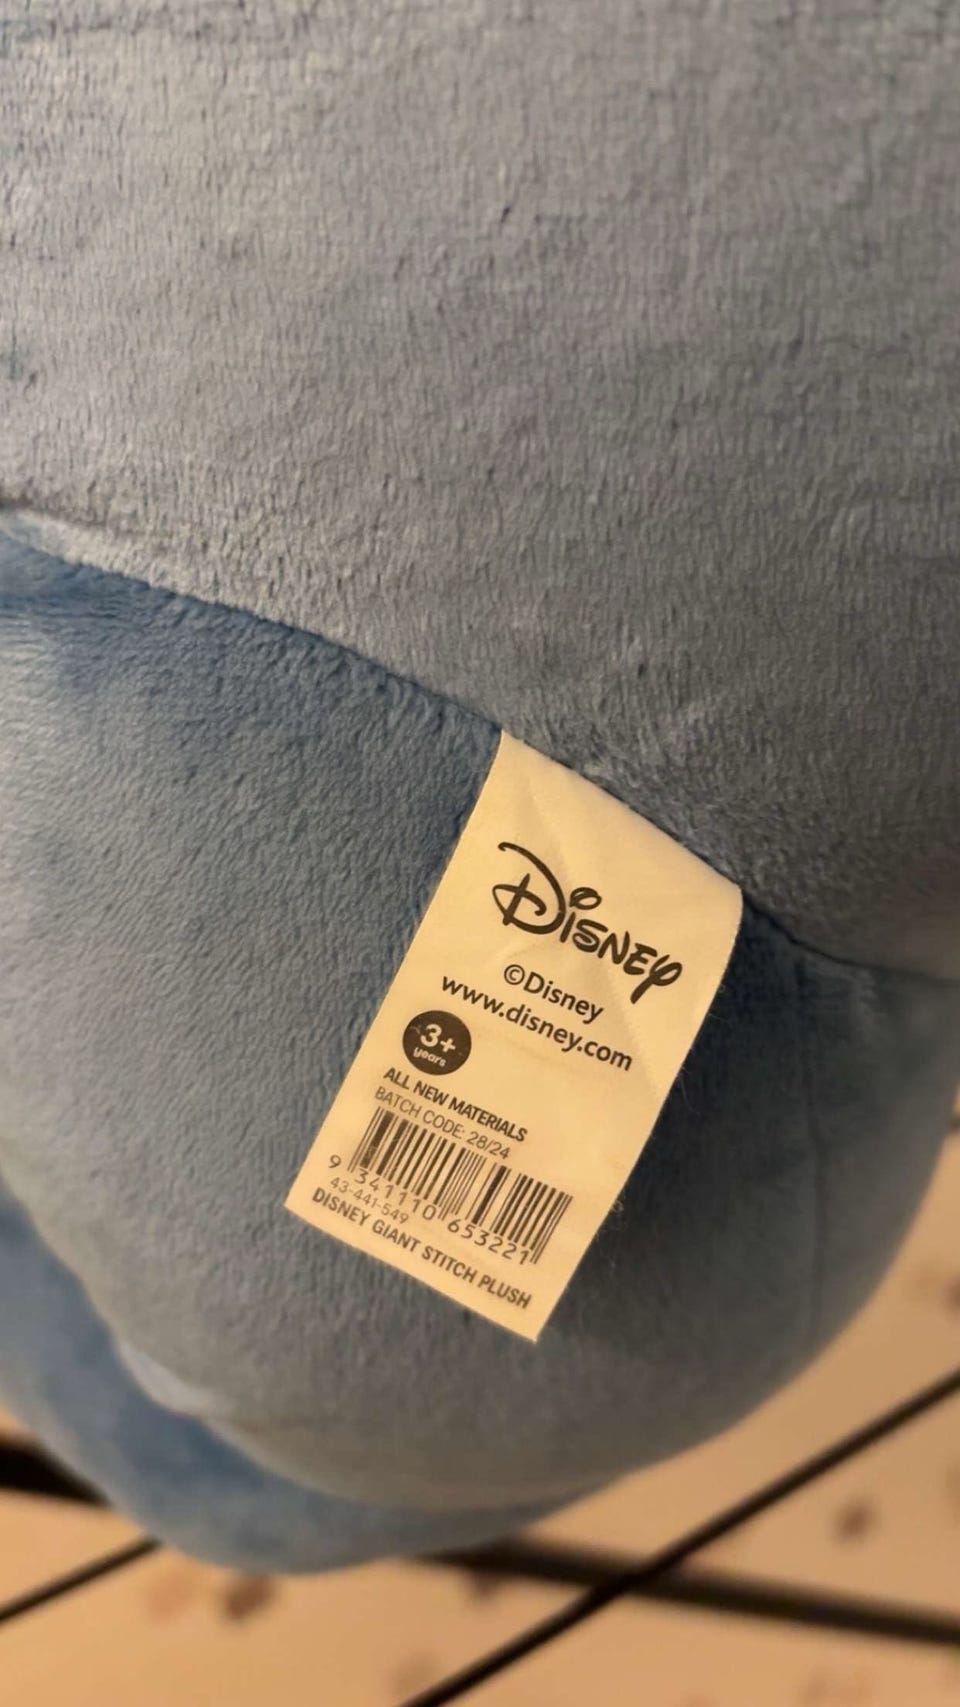 Disney
©Disney
www.disney.com
3+
years
ALL NEW MATERIALS
BATCH CODE: 28/24
9 341110 653221
43-441-549
DISNEY GIANT STITCH PLUSH